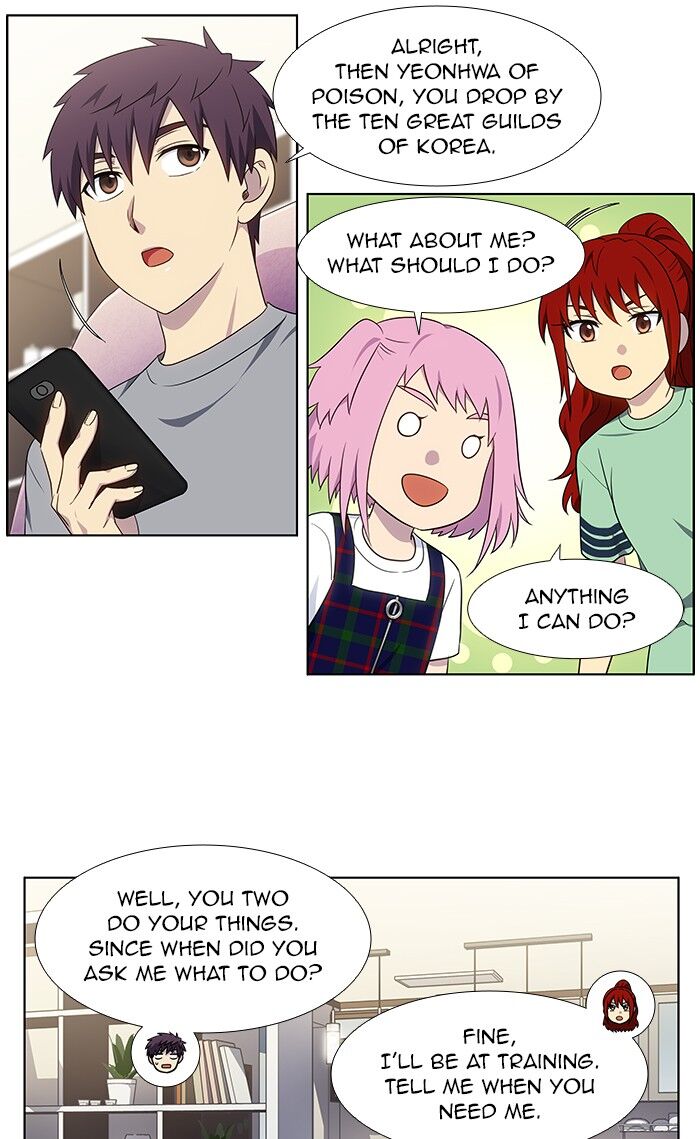 ALRIGHT,
THEN YEONHWA OF
POISON, YOU DROP BY
THE TEN GREAT GUILDS
OF KOREA.
WHAT ABOUT ME?
WHAT SHOULD I DO?
ANYTHING
I CAN DO?
WELL, YOU TWO
DO YOUR THINGS.
SINCE WHEN DID YOU
ASK ME WHAT TO DO?
FINE,
I'LL BE AT TRAINING.
TELL ME WHEN YOU
NEED ME.